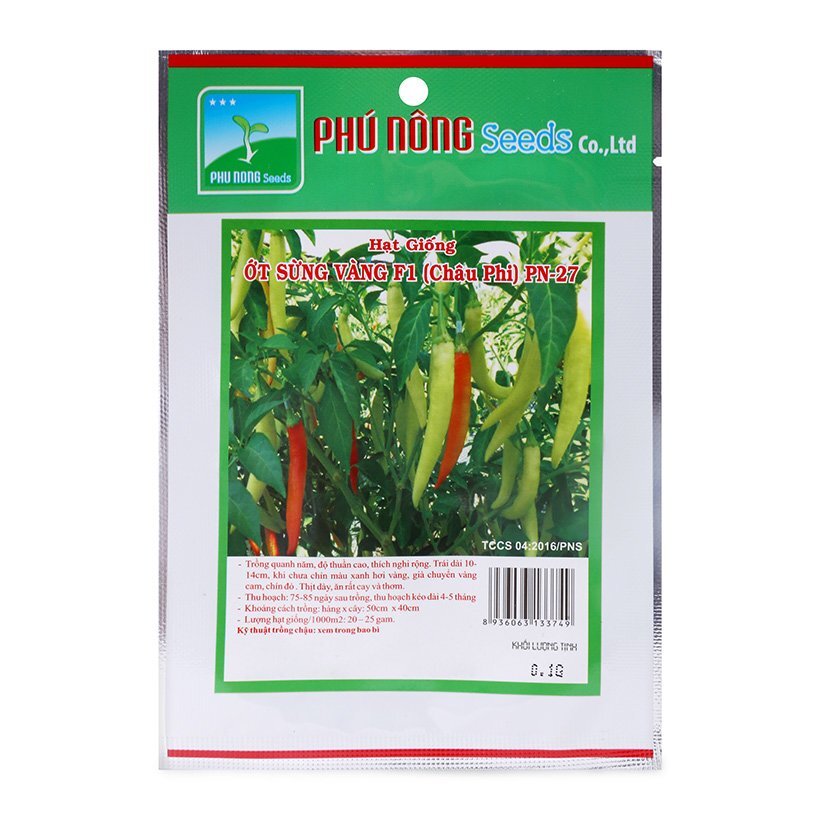 PHU NONG Seeds
PHÚ NÔNG Seeds Co.,Ltd
Hạt Giống
ỚT SỪNG VÀNG F1 (Châu Phi) PN-27
TCCS 04:2016/PNS
- Trồng quanh năm, độ thuần cao, thích nghi rộng. Trái dài 10-
14cm, khi chưa chín màu xanh hơi vàng, già chuyển vàng
cam, chín đỏ . Thịt dày, ăn rất cay và thơm.
- Thu hoạch: 75-85 ngày sau trồng, thu hoạch kéo dài 4-5 tháng
- Khoảng cách trồng: hàng x cây: 50cm x 40cm
- Lượng hạt giống/1000m2: 20 – 25 gam.
Kỹ thuật trồng chậu: xem trong bao bì
8 936063 133749
KHỐI LƯỢNG TỊNH
0.1G